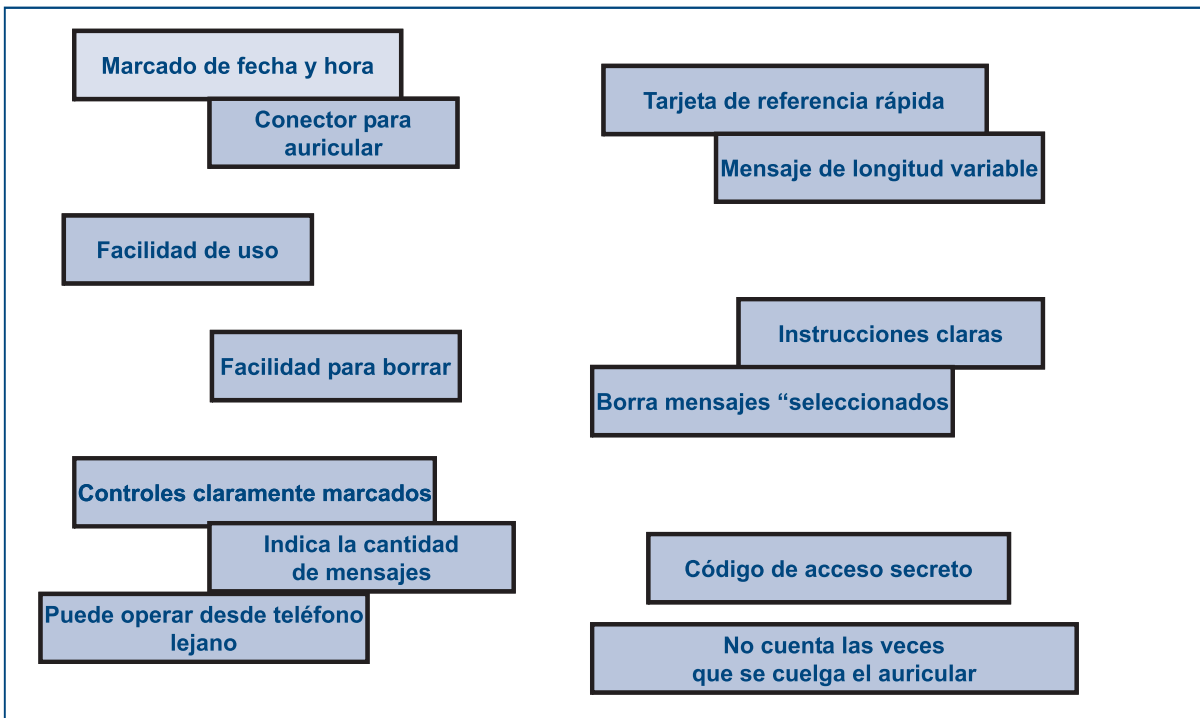 Marcado de fecha y hora
Conector para
auricular
Facilidad de uso
Facilidad para borrar
Controles claramente marcados
Indica la cantidad
de mensajes
Puede operar desde teléfono
lejano
Tarjeta de referencia rápida
Mensaje de longitud variable
Instrucciones claras
Borra mensajes “seleccionados
Código de acceso secreto
No cuenta las veces
que se cuelga el auricular